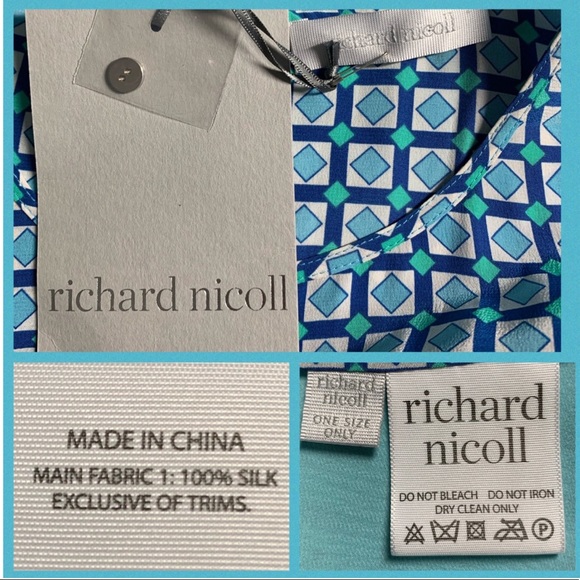 richard nicoll
richard nicoll
MADE IN CHINA
MAIN FABRIC 1: 100% SILK
EXCLUSIVE OF TRIMS.
richard
nicoll
ONE SIZE
ONLY
richard
nicoll
DO NOT BLEACH DO NOT IRON
DRY CLEAN ONLY
P